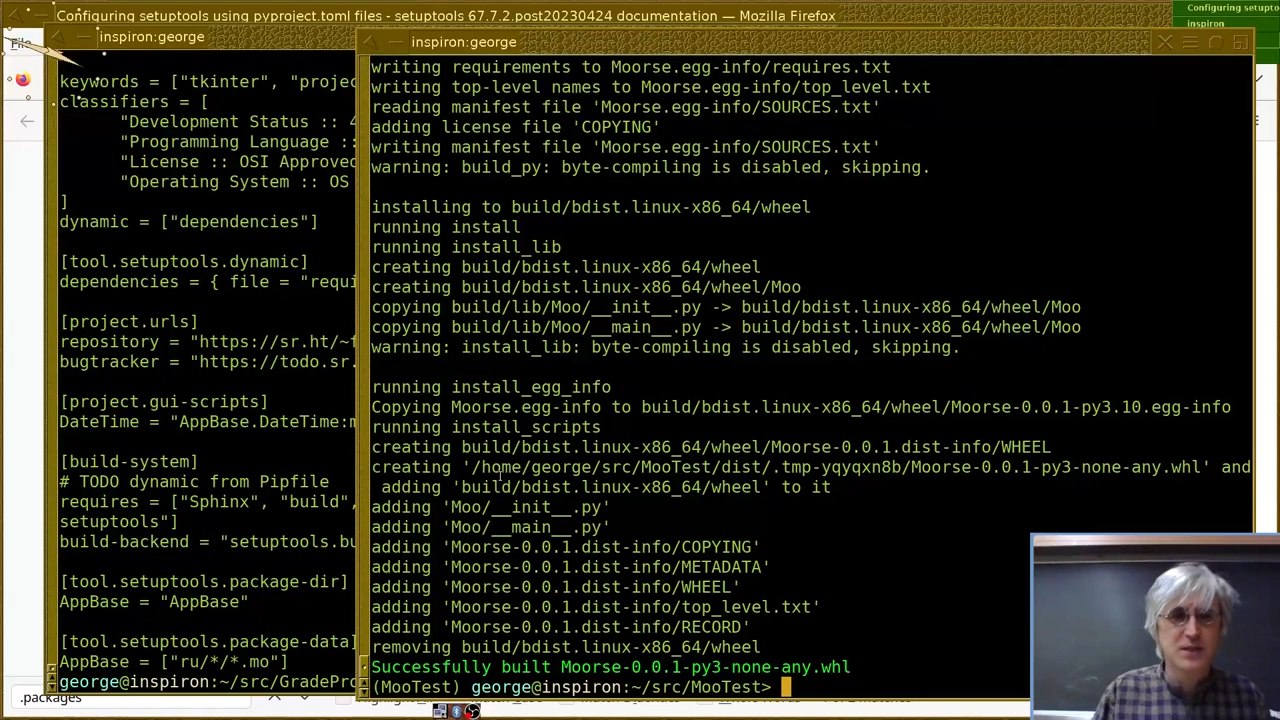 Configuring setuptools using pyproject.toml files - setuptools 67.7.2.post20230424 documentation — Mozilla Firefox
Configuring setupto
inspiron
inspiron:george
keywords = ["tkinter", "projec
classifiers = [
"Development Status :: 4
"Programming Language ::
"License :: OSI Approved
"Operating System :: OS
]
dynamic = ["dependencies"]
[tool.setuptools.dynamic]
dependencies = { file = "requi
[project.urls]
repository = "https://sr.ht/~f
bugtracker = "https://todo.sr.
[project.gui-scripts]
DateTime = "AppBase.DateTime:m
[build-system]
# TODO dynamic from Pipfile
requires = ["Sphinx", "build",
setuptools"]
build-backend = "setuptools.bu
[tool.setuptools.package-dir]
AppBase = "AppBase"
[tool.setuptools.package-data]
AppBase = ["ru/*/*.mo"]
george@inspiron:~/src/GradePro
.packages
inspiron:george
writing requirements to Moorse.egg-info/requires.txt
writing top-level names to Moorse.egg-info/top_level.txt
reading manifest file 'Moorse.egg-info/SOURCES.txt'
adding license file 'COPYING'
writing manifest file 'Moorse.egg-info/SOURCES.txt'
warning: build_py: byte-compiling is disabled, skipping.
installing to build/bdist.linux-x86_64/wheel
running install
running install_lib
creating build/bdist.linux-x86_64/wheel
creating build/bdist.linux-x86_64/wheel/Moo
copying build/lib/Moo/__init__.py -> build/bdist.linux-x86_64/wheel/Moo
copying build/lib/Moo/__main__.py -> build/bdist.linux-x86_64/wheel/Moo
warning: install_lib: byte-compiling is disabled, skipping.
running install_egg_info
Copying Moorse.egg-info to build/bdist.linux-x86_64/wheel/Moorse-0.0.1-py3.10.egg-info
running install_scripts
creating build/bdist.linux-x86_64/wheel/Moorse-0.0.1.dist-info/WHEEL
creating '/home/george/src/MooTest/dist/.tmp-yqyqxn8b/Moorse-0.0.1-py3-none-any.whl' and
adding 'build/bdist.linux-x86_64/wheel' to it
adding 'Moo/__init__.py'
adding 'Moo/__main__.py'
adding 'Moorse-0.0.1.dist-info/COPYING'
adding 'Moorse-0.0.1.dist-info/METADATA'
adding 'Moorse-0.0.1.dist-info/WHEEL'
adding 'Moorse-0.0.1.dist-info/top_level.txt'
adding 'Moorse-0.0.1.dist-info/RECORD'
removing build/bdist.linux-x86_64/wheel
Successfully built Moorse-0.0.1-py3-none-any.whl
(MooTest) george@inspiron:~/src/MooTest>